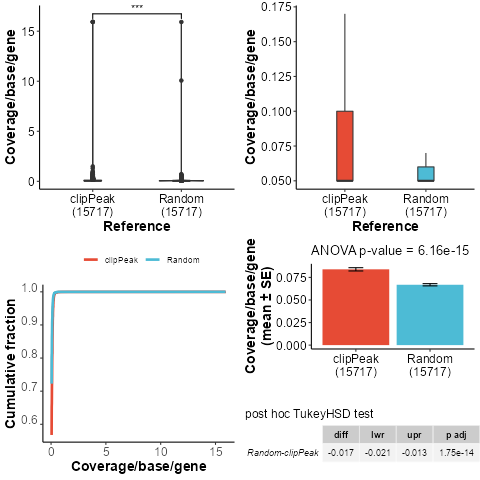 ***
Coverage/base/gene
15
10
5
0
clipPeak
(15717)
Random
(15717)
Reference
Coverage/base/gene
0.175
0.150
0.125
0.100
0.075
0.050
clipPeak
(15717)
Random
(15717)
Reference
clipPeak
Random
Cumulative fraction
1.0
0.9
0.8
0.7
0.6
0
5
10
15
Coverage/base/gene
ANOVA p-value = 6.16e-15
Coverage/base/gene
(mean ± SE)
0.075
0.050
0.025
0.000
clipPeak
(15717)
Random
(15717)
post hoc TukeyHSD test
diff lwr upr p adj
Random-clipPeak -0.017 -0.021 -0.013 1.75e-14